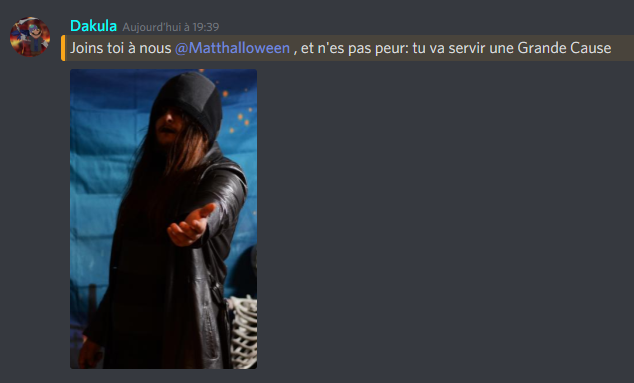 Dakula Aujourd'hui à 19:39
Joins toi à nous @Matthalloween , et n'es pas peur: tu va servir une Grande Cause